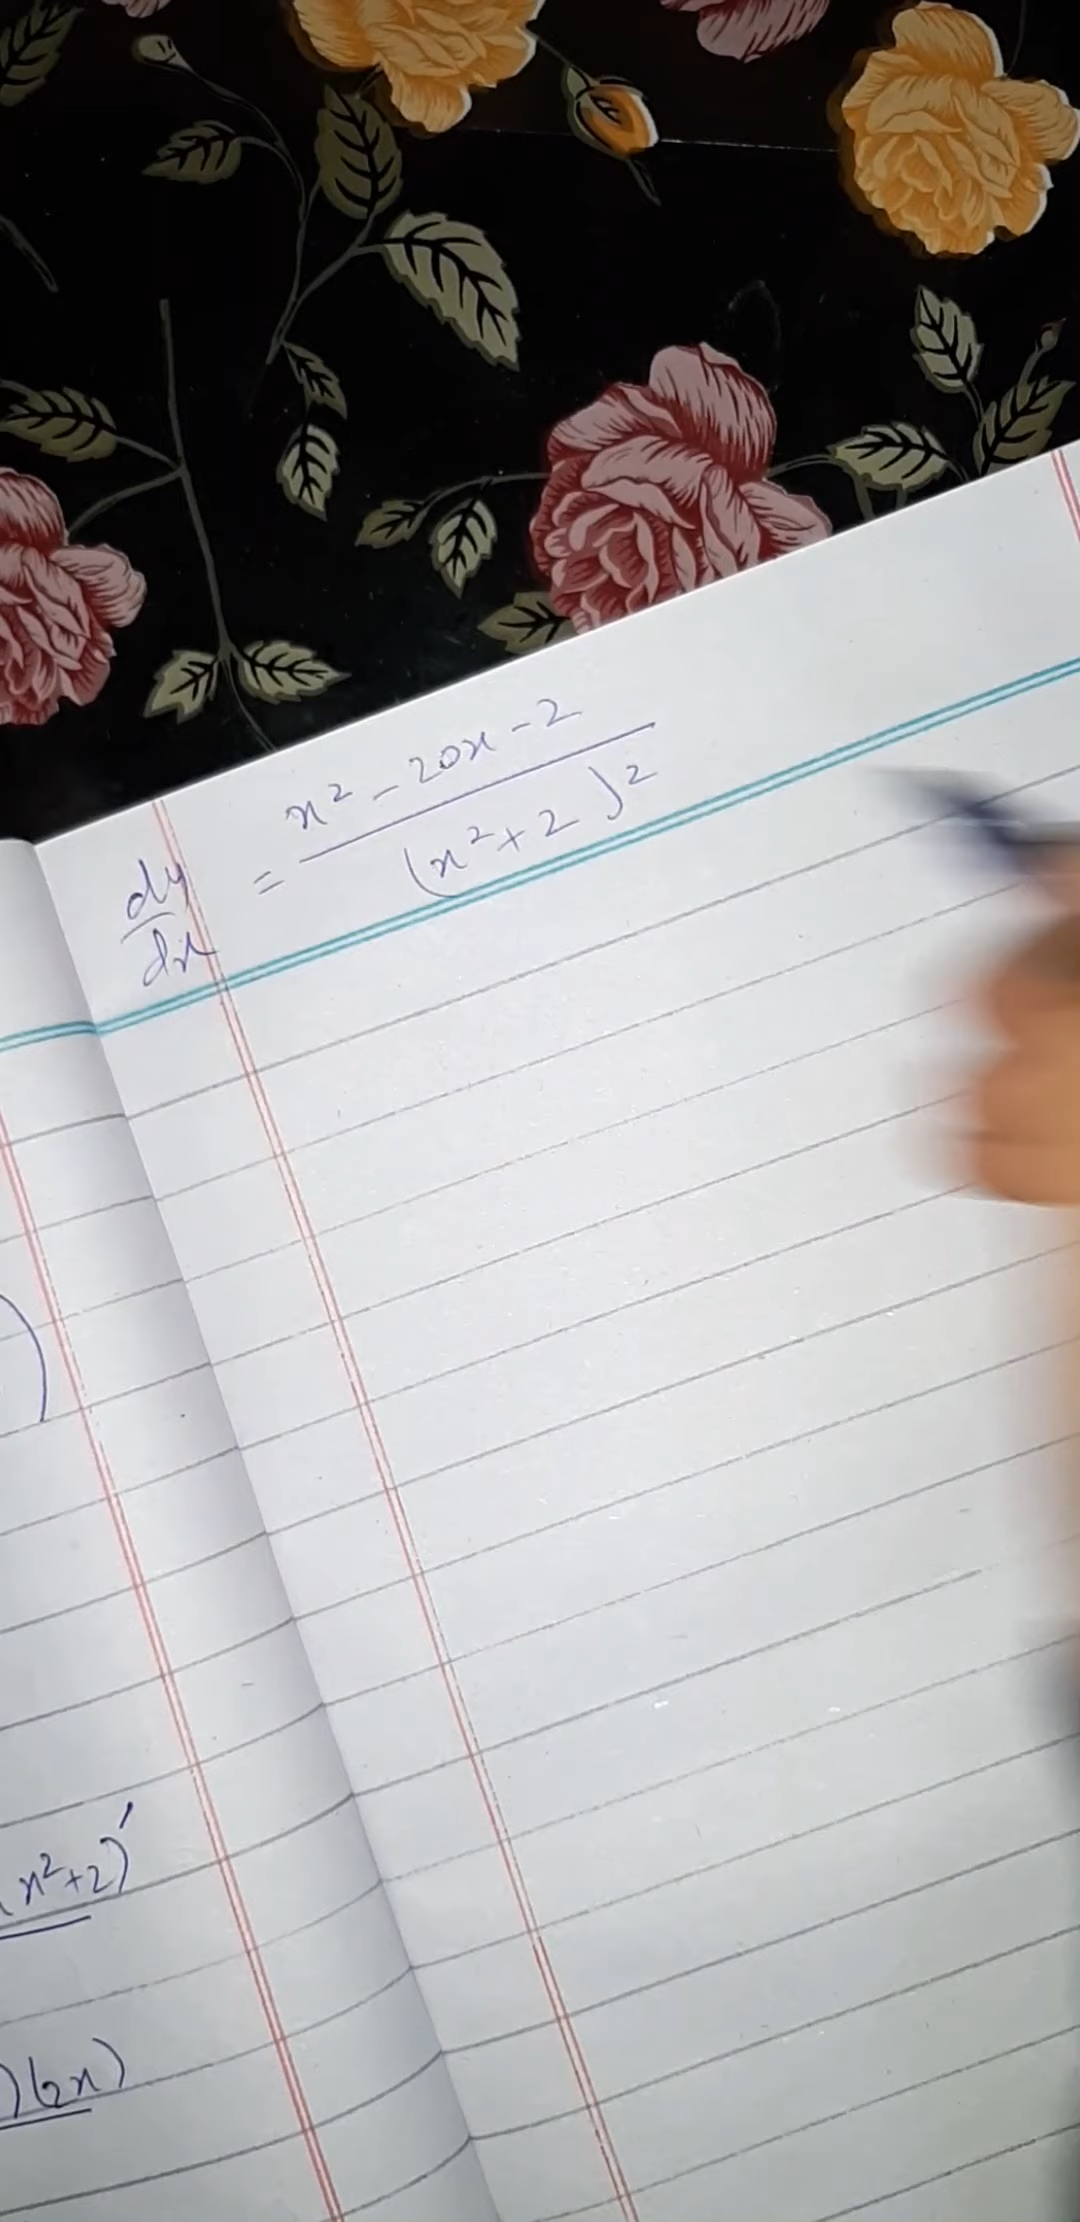 dy/dx = x² - 20x - 2 / (x² + 2)²
)
(x²+2)'
)(2x)